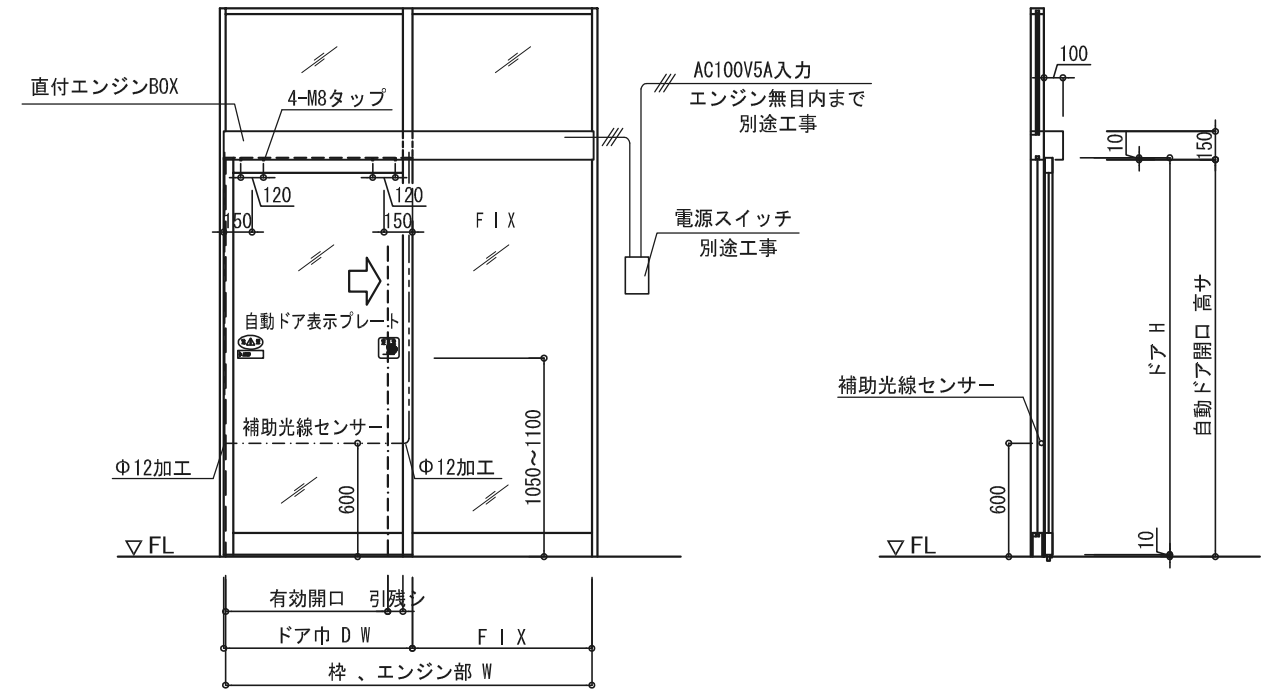 直付エンジンBOX
4-M8タップ
AC100V5A入力
エンジン無目内まで
別途工事
100
10
150
120
120
150
150
FIX
電源スイッチ
別途工事
自動ドア表示プレート
ドア H
自動ドア開口 高サ
補助光線センサー
補助光線センサー
1050~1100
Φ12加工
Φ12加工
600
600
10
▽FL
▽FL
有効開口 引残シ
ドア巾 DW
FIX
枠、エンジン部 W